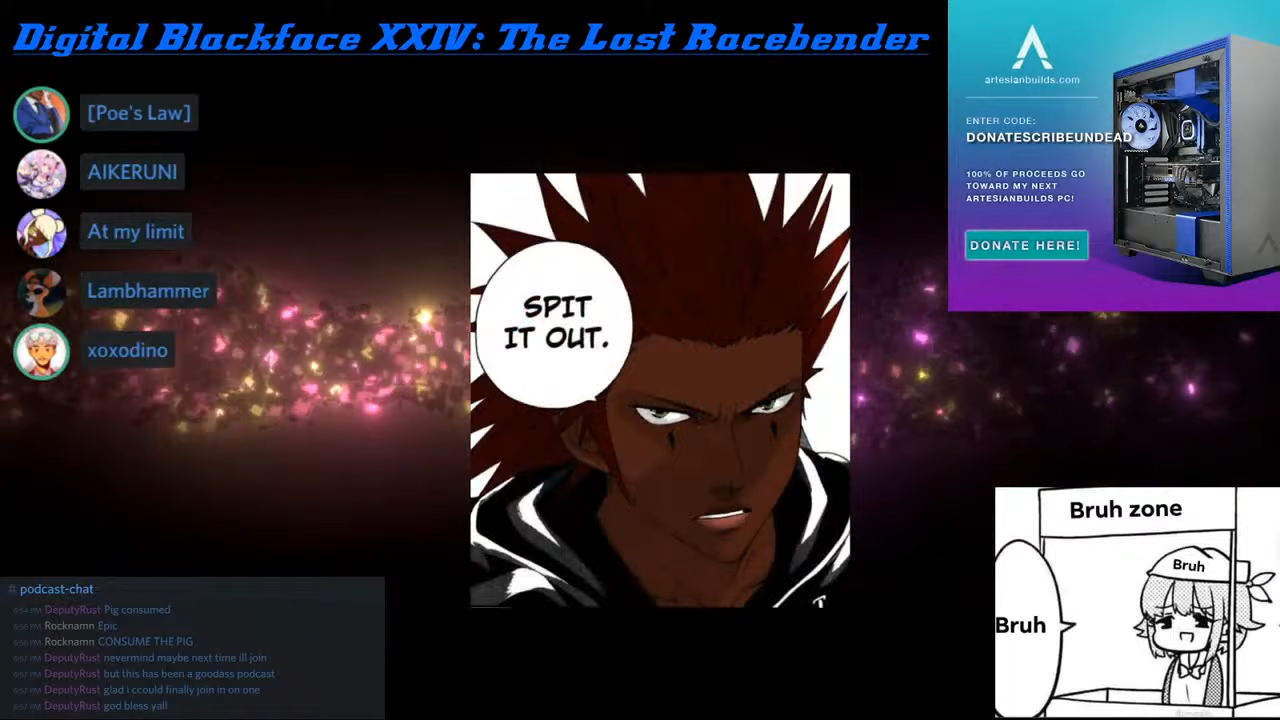 Digital Blackface XXIV: The Last Racebender
[Poe's Law]
AIKERUNI
At my limit
Lambhammer
xoxodino
SPIT
IT OUT.
artesianbuilds.com
ENTER CODE:
DONATESCRIBEUNDEAD
100% OF PROCEEDS GO
TOWARD MY NEXT
ARTESIANBUILDS PC!
DONATE HERE!
# podcast-chat
DeputyRust Pig consumed
Rocknamn Epic
Rocknamn CONSUME THE PIG
DeputyRust nevermind maybe next time ill join
DeputyRust but this has been a goodass podcast
DeputyRust glad i ccould finally join in on one
DeputyRust god bless yall
Bruh zone
Bruh
Bruh